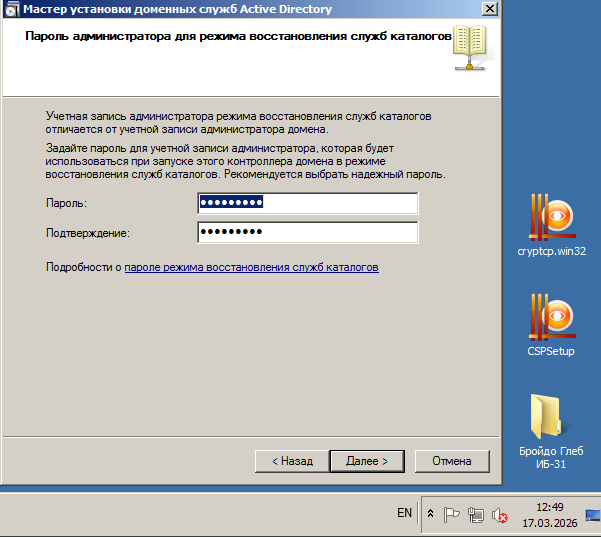 Мастер установки доменных служб Active Directory
Пароль администратора для режима восстановления служб каталогов
Учетная запись администратора режима восстановления служб каталогов
отличается от учетной записи администратора домена.
Задайте пароль для учетной записи администратора, которая будет
использоваться при запуске этого контроллера домена в режиме
восстановления служб каталогов. Рекомендуется выбрать надежный пароль.
Пароль:
Подтверждение:
Подробности о пароле режима восстановления служб каталогов
< Назад
Далее >
Отмена
cryptcp.win32
CSPSetup
Бройдо Глеб
ИБ-31
EN
12:49
17.03.2026